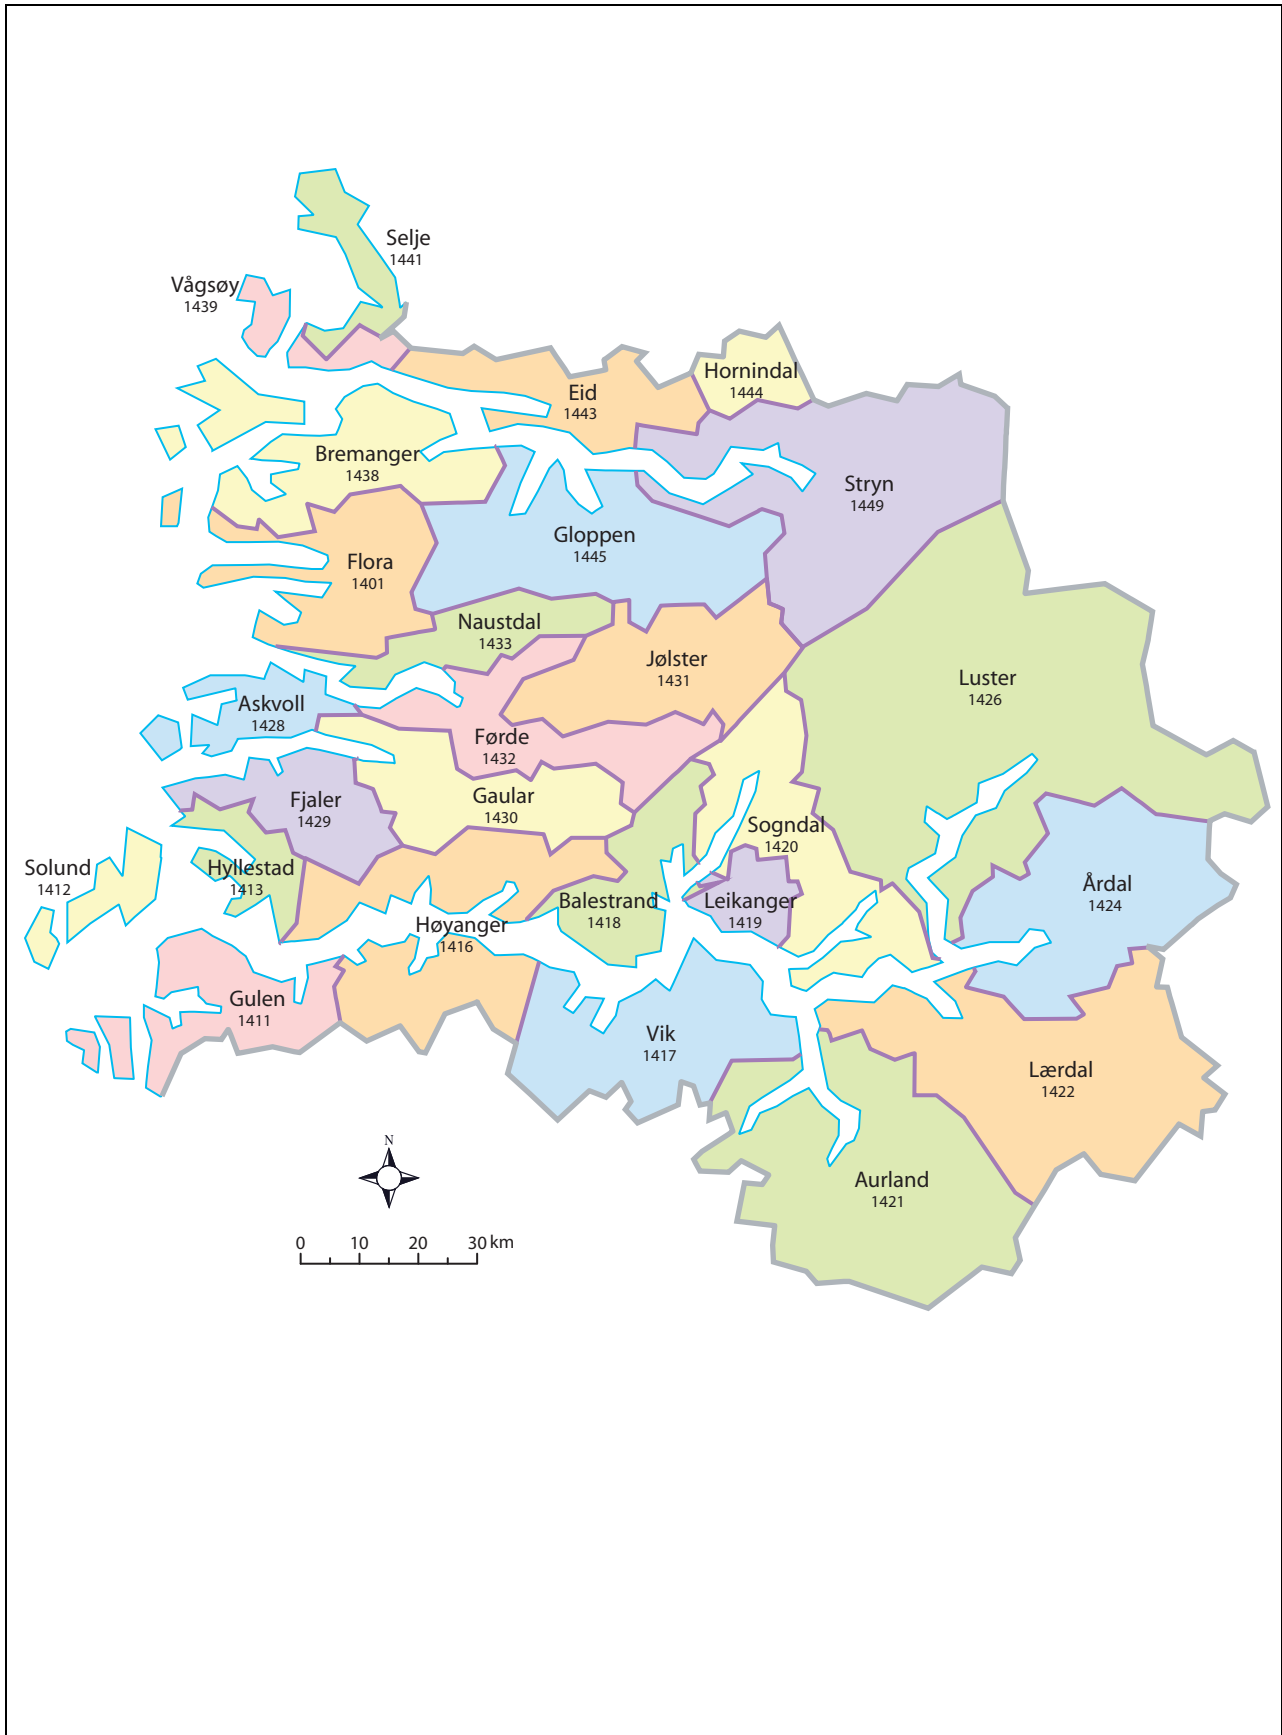 Selje
1441
Vågsøy
1439
Hornindal
1444
Eid
1443
Bremanger
1438
Stryn
1449
Gloppen
1445
Flora
1401
Naustdal
1433
Jølster
1431
Luster
1426
Askvoll
1428
Førde
1432
Fjaler
1429
Gaular
1430
Sogndal
1420
Solund
1412
Hyllestad
1413
Årdal
1424
Balestrand
1418
Leikanger
1419
Høyanger
1416
Gulen
1411
Vik
1417
Lærdal
1422
Aurland
1421
N
0 10 20 30 km